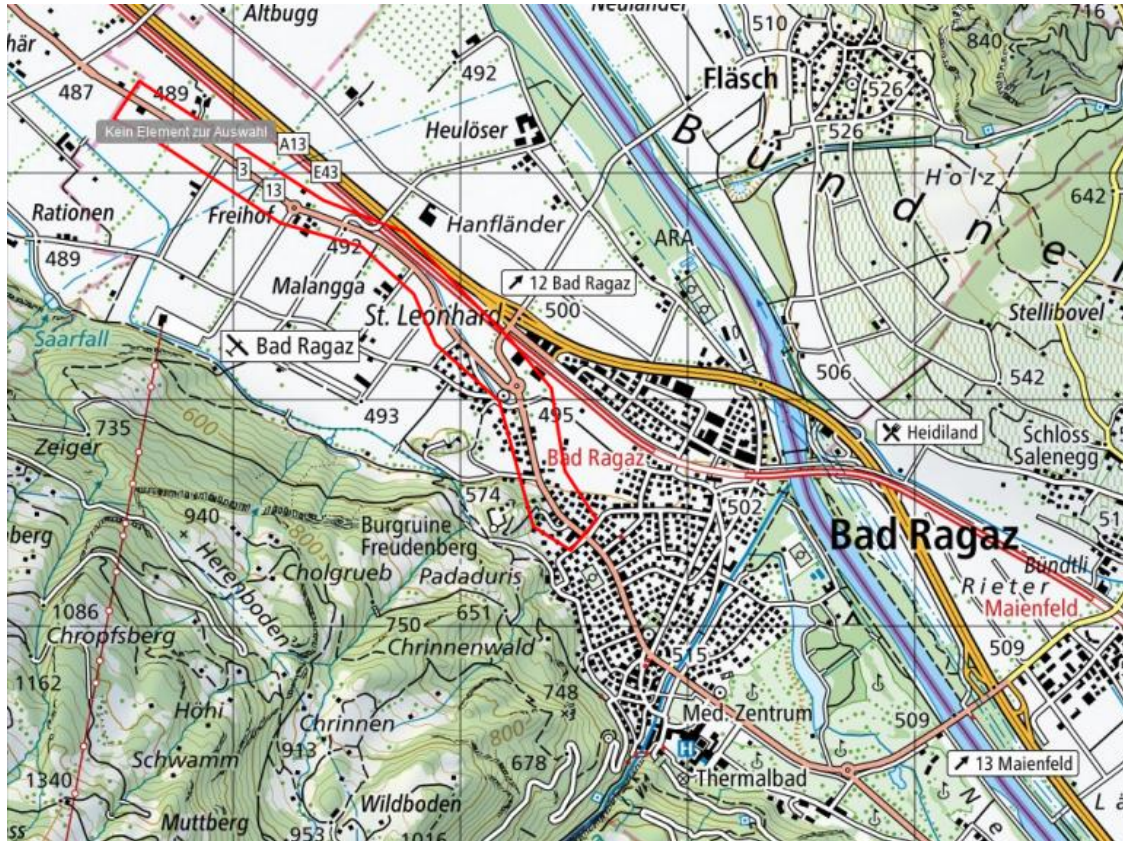 Altbugg
Neuländer
510
716
840
Fläsch
526
526
487
489
492
Heulöser
Kein Element zur Auswahl
A13
E43
3
13
Bündne
Holz
642
Rationen
489
Freihof
492
Hanfländer
ARA
Malangga
12 Bad Ragaz
500
St. Leonhard
Stellibovel
Saarfall
Bad Ragaz
506
542
493
495
Zeiger
735
600
Heidiland
Schloss
Salenegg
Bad Ragaz
574
502
940
800
Burgruine
Freudenberg
Bad Ragaz
Herenboden
Cholgrueb
Padaduris
Bündtli
Rieter
Maienfeld
1086
Chropfsberg
750
651
Chrinnenwald
515
509
1162
Höhi
748
Chrinnen
800
Med. Zentrum
509
913
Schwamm
678
H
Thermalbad
13 Maienfeld
1340
Wildboden
Muttberg
953
1016